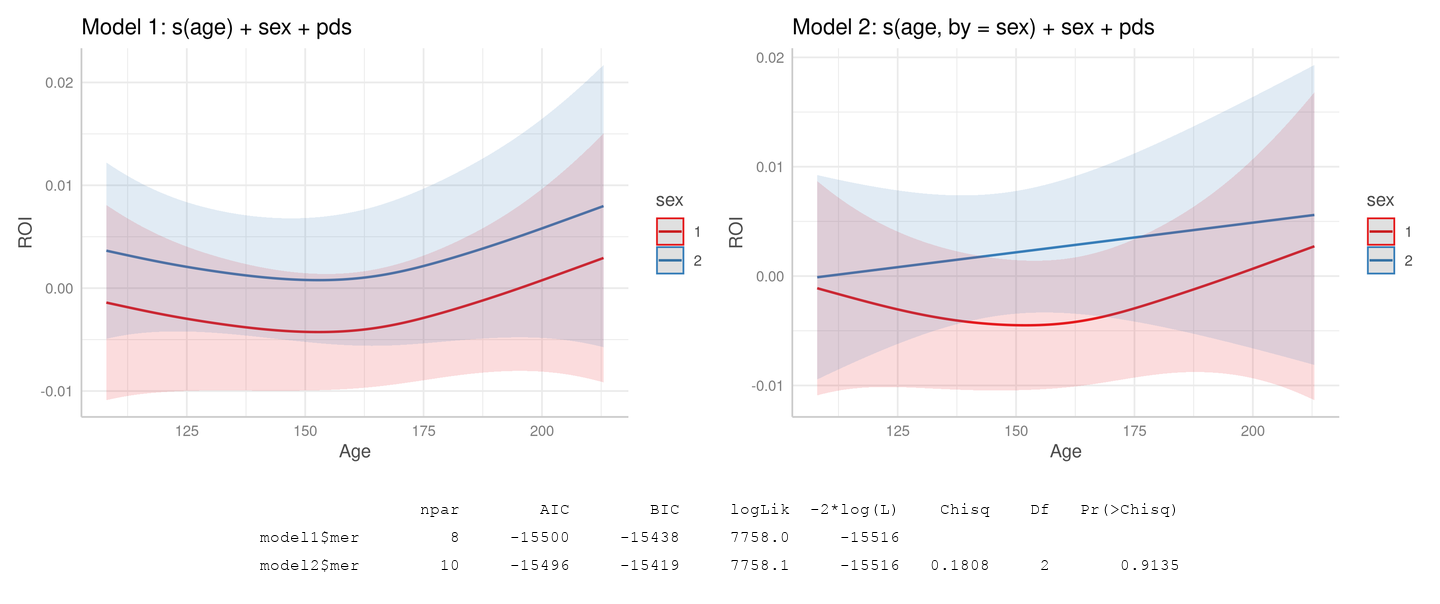 Model 1: s(age) + sex + pds
0.02
0.01
0.00
-0.01
ROI
125 150 175 200
Age
sex
1
2
Model 2: s(age, by = sex) + sex + pds
0.02
0.01
0.00
-0.01
ROI
125 150 175 200
Age
sex
1
2
npar AIC BIC logLik -2*log(L) Chisq Df Pr(>Chisq)
model1$mer 8 -15500 -15438 7758.0 -15516
model2$mer 10 -15496 -15419 7758.1 -15516 0.1808 2 0.9135